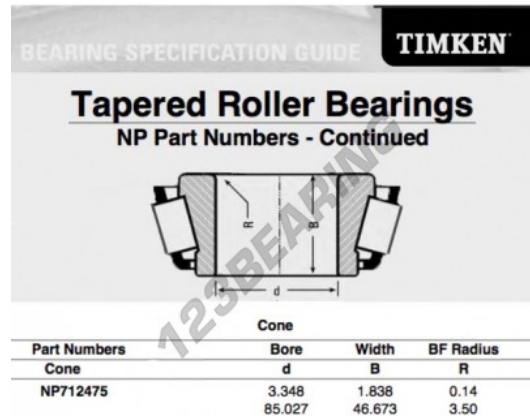 BEARING SPECIFICATION GUIDE
TIMKEN
Tapered Roller Bearings
NP Part Numbers - Continued
R
B
d
123BEARING
Cone
Part Numbers Bore Width BF Radius
Cone d B R
NP712475 3.348 1.838 0.14
85.027 46.673 3.50